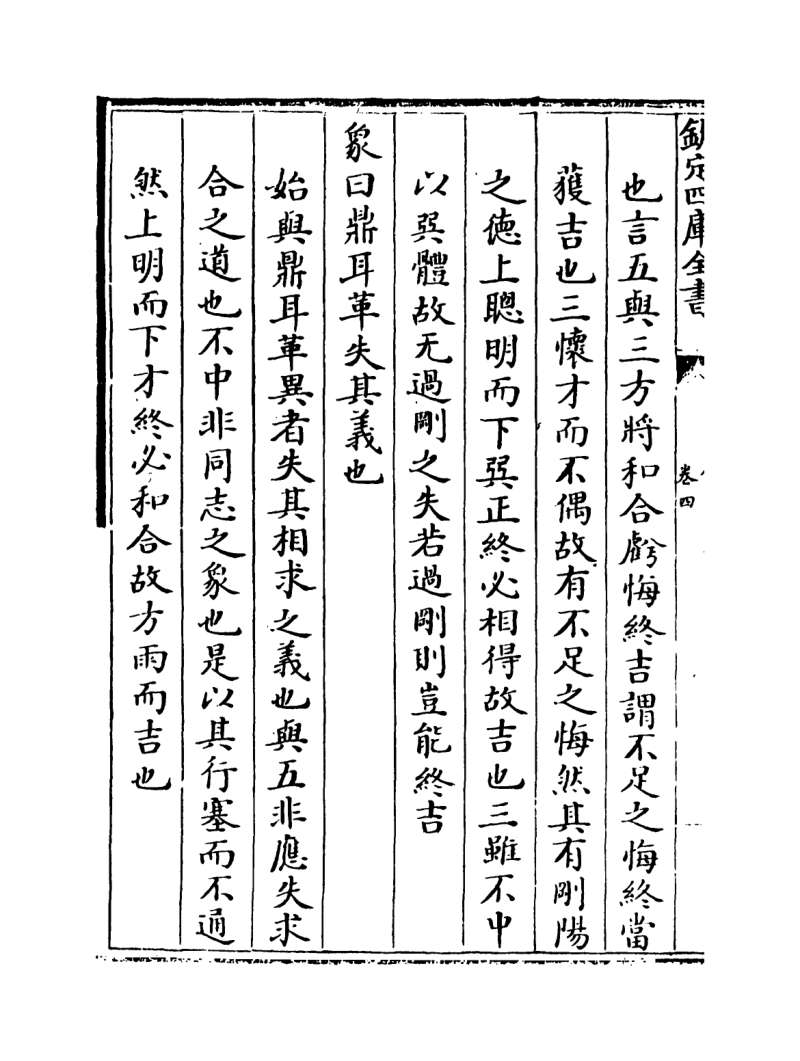 欽定四庫全書
卷四
也言五與三方將和合虧悔終吉謂不足之悔終當
獲吉也三懷才而不偶故有不足之悔然其有剛陽
之徳上聰明而下巽正終必相得故吉也三雖不中
以巽體故无過剛之失若過剛則豈能終吉
象曰鼎耳革失其義也
始與鼎耳革異者失其相求之義也與五非應失求
合之道也不中非同志之象也是以其行塞而不通
然上明而下才終必和合故方雨而吉也